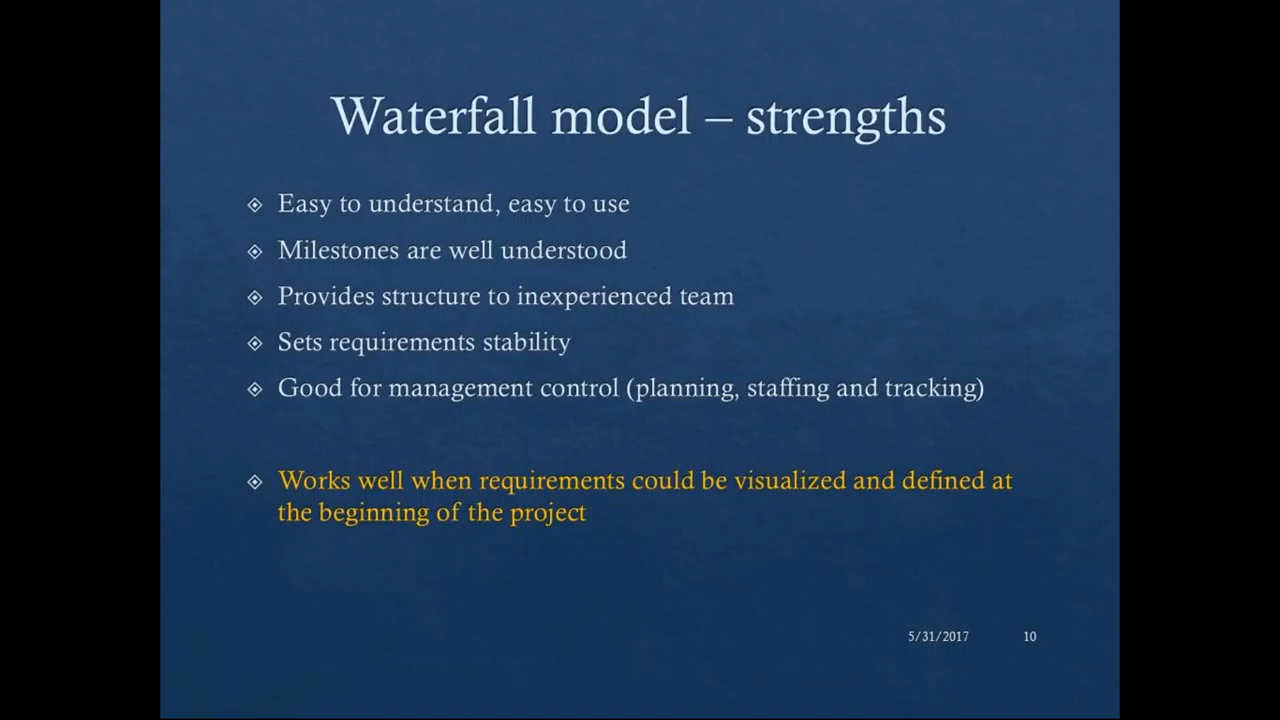 Waterfall model – strengths
Easy to understand, easy to use
Milestones are well understood
Provides structure to inexperienced team
Sets requirements stability
Good for management control (planning, staffing and tracking)
Works well when requirements could be visualized and defined at
the beginning of the project
5/31/2017 10